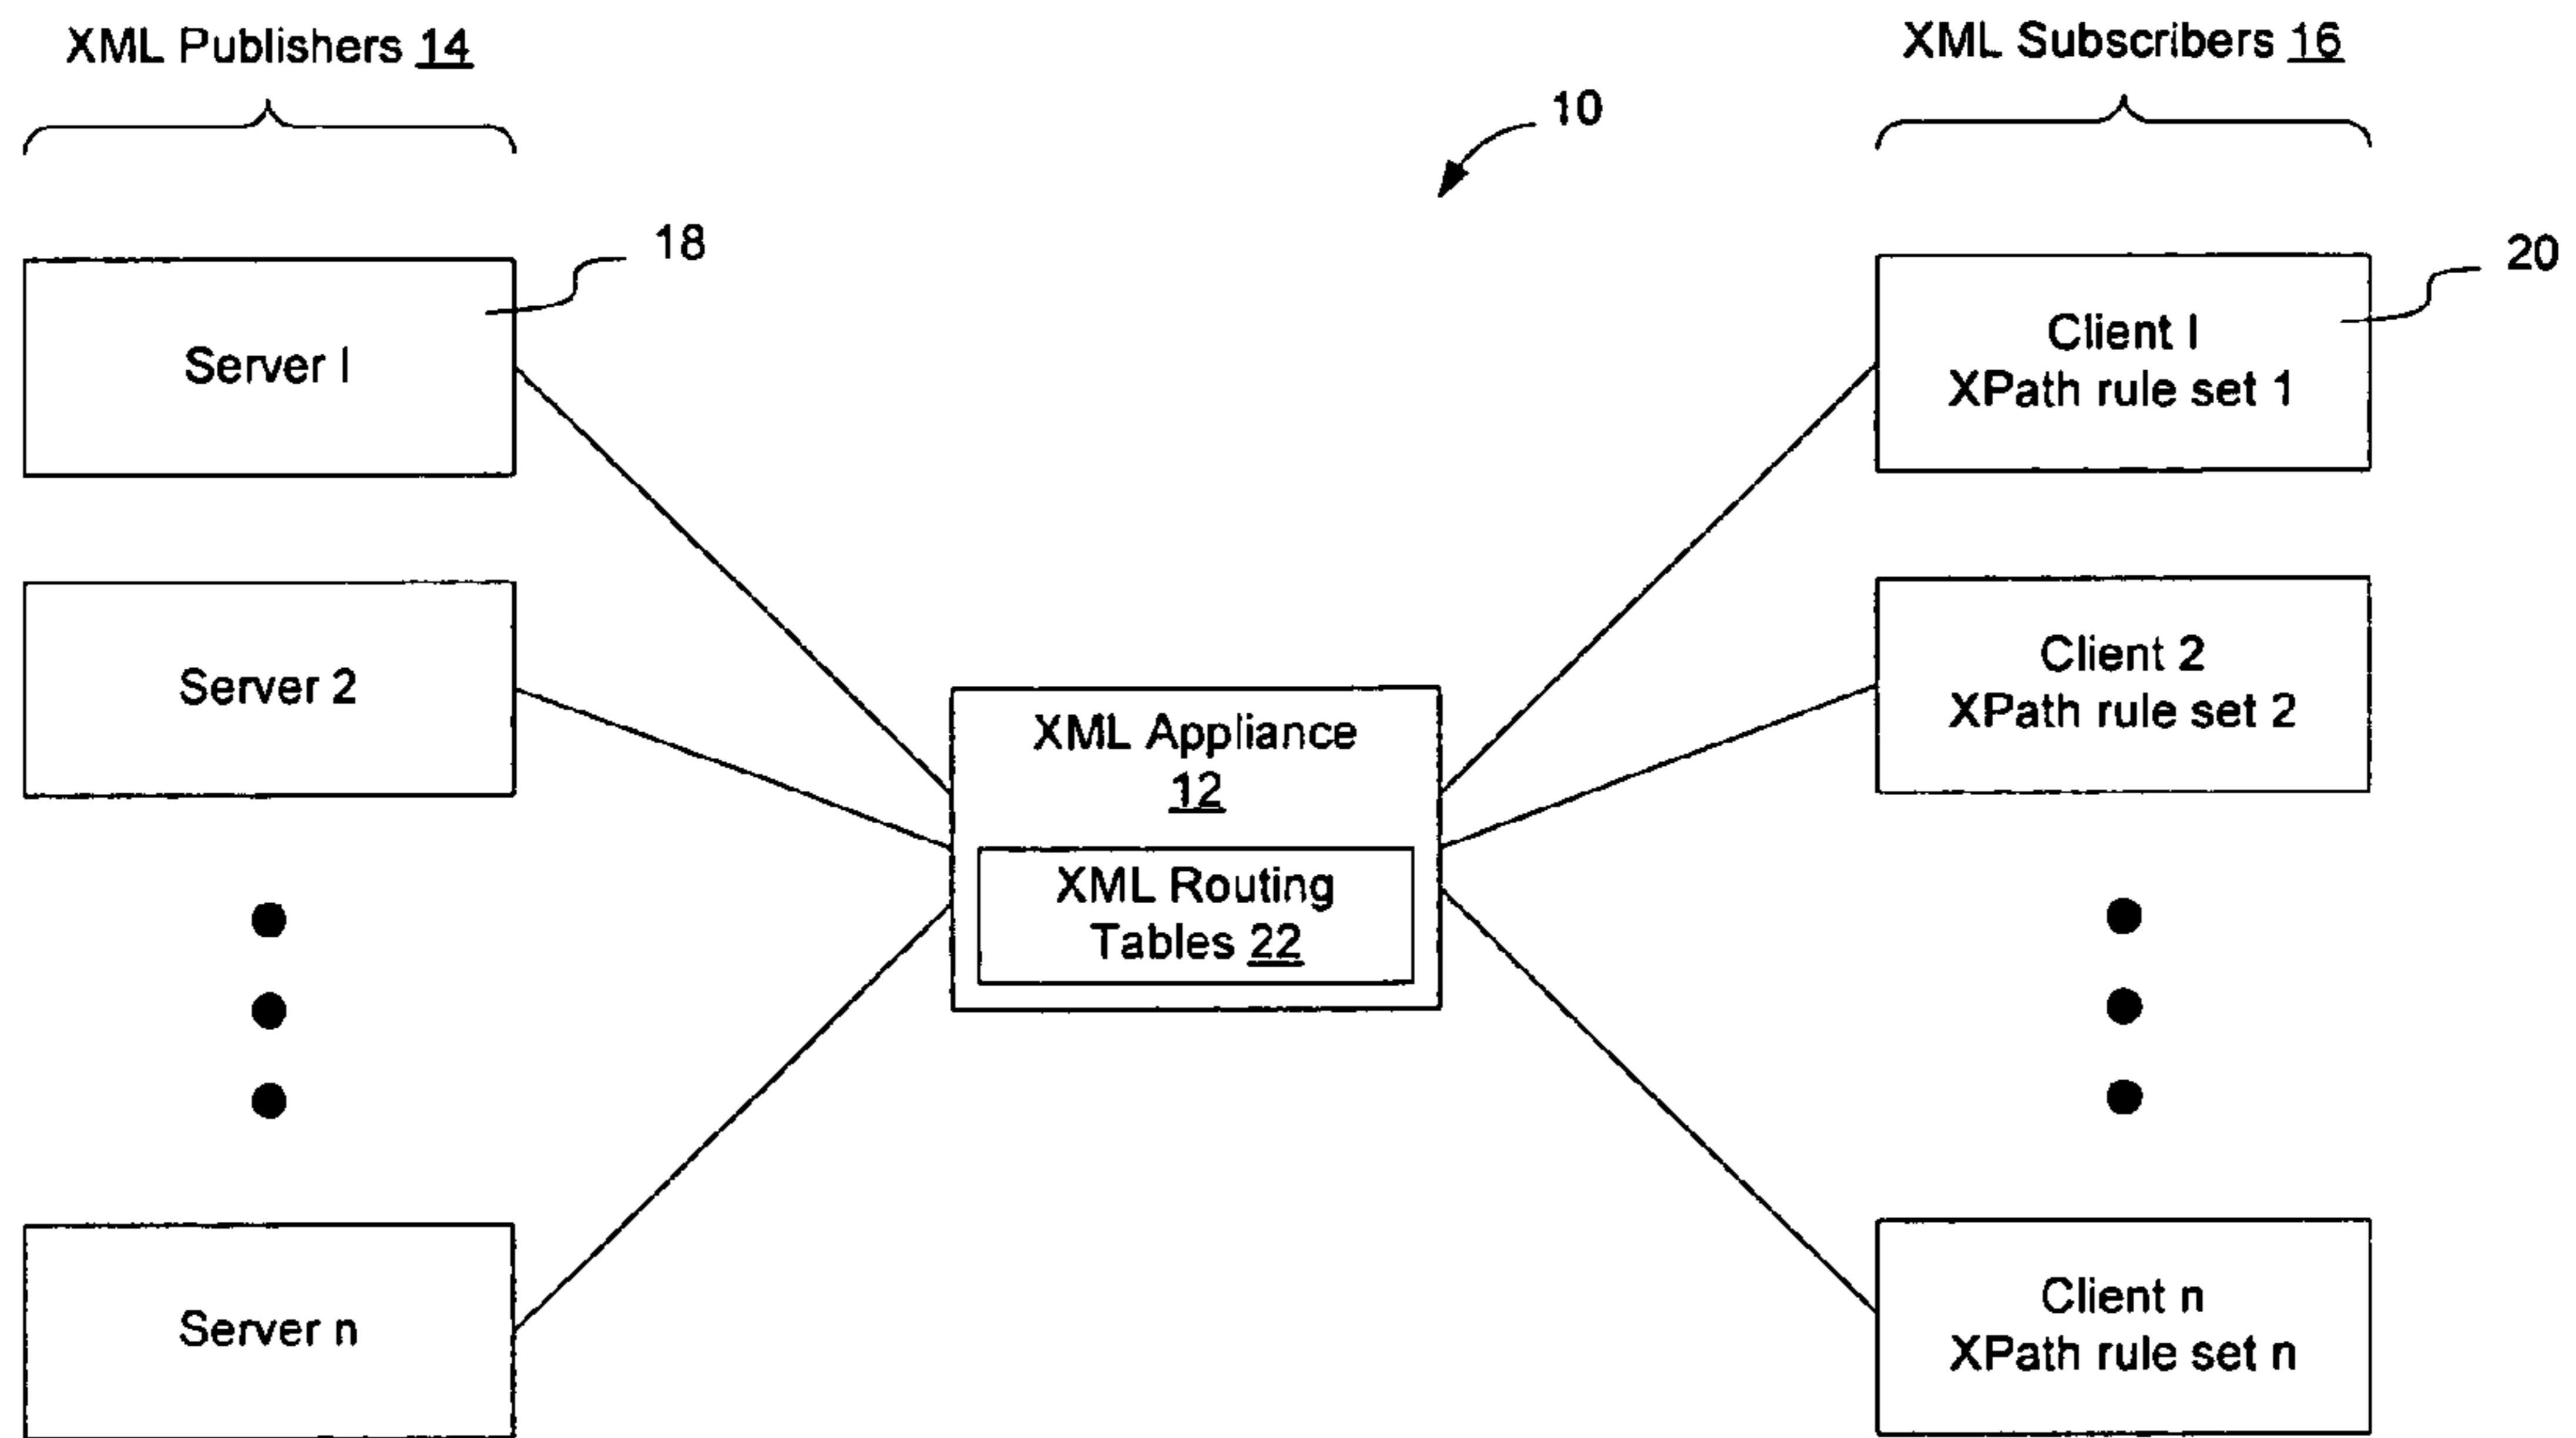 XML Publishers 14
XML Subscribers 16
10
18
20
Server I
Client I
XPath rule set 1
Server 2
Client 2
XPath rule set 2
XML Appliance
12
XML Routing
Tables 22
Server n
Client n
XPath rule set n